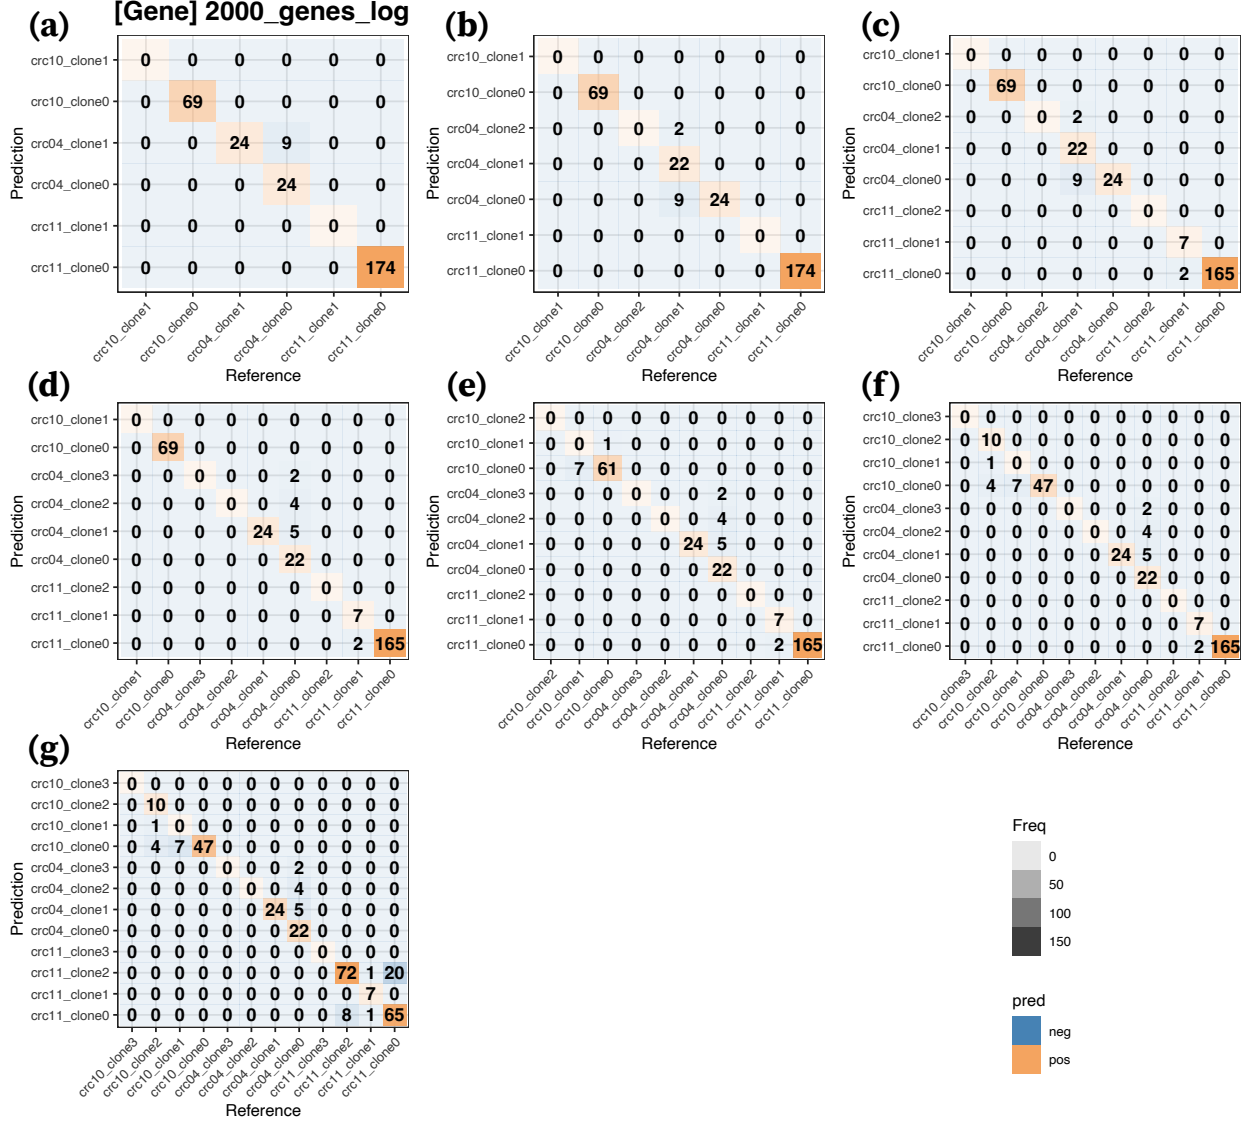 [Gene] 2000_genes_log
(a)
Prediction
crc10_clone1 0 0 0 0 0 0
crc10_clone0 0 69 0 0 0 0
crc04_clone1 0 0 24 9 0 0
crc04_clone0 0 0 0 24 0 0
crc11_clone1 0 0 0 0 0 0
crc11_clone0 0 0 0 0 0 174
crc10_clone1 crc10_clone0 crc04_clone1 crc04_clone0 crc11_clone1 crc11_clone0
Reference
(b)
Prediction
crc10_clone1 0 0 0 0 0 0 0
crc10_clone0 0 69 0 0 0 0 0
crc04_clone2 0 0 0 2 0 0 0
crc04_clone1 0 0 0 22 0 0 0
crc04_clone0 0 0 0 9 24 0 0
crc11_clone1 0 0 0 0 0 0 0
crc11_clone0 0 0 0 0 0 0 174
crc10_clone1 crc10_clone0 crc04_clone2 crc04_clone1 crc04_clone0 crc11_clone1 crc11_clone0
Reference
(c)
Prediction
crc10_clone1 0 0 0 0 0 0 0 0
crc10_clone0 0 69 0 0 0 0 0 0
crc04_clone2 0 0 0 2 0 0 0 0
crc04_clone1 0 0 0 22 0 0 0 0
crc04_clone0 0 0 0 9 24 0 0 0
crc11_clone2 0 0 0 0 0 0 0 0
crc11_clone1 0 0 0 0 0 0 7 0
crc11_clone0 0 0 0 0 0 0 2 165
crc10_clone1 crc10_clone0 crc04_clone2 crc04_clone1 crc04_clone0 crc11_clone2 crc11_clone1 crc11_clone0
Reference
(d)
Prediction
crc10_clone1 0 0 0 0 0 0 0 0 0
crc10_clone0 0 69 0 0 0 0 0 0 0
crc04_clone3 0 0 0 0 0 2 0 0 0
crc04_clone2 0 0 0 0 0 4 0 0 0
crc04_clone1 0 0 0 0 24 5 0 0 0
crc04_clone0 0 0 0 0 0 22 0 0 0
crc11_clone2 0 0 0 0 0 0 0 0 0
crc11_clone1 0 0 0 0 0 0 0 7 0
crc11_clone0 0 0 0 0 0 0 0 2 165
crc10_clone1 crc10_clone0 crc04_clone3 crc04_clone2 crc04_clone1 crc04_clone0 crc11_clone2 crc11_clone1 crc11_clone0
Reference
(e)
Prediction
crc10_clone2 0 0 0 0 0 0 0 0 0 0
crc10_clone1 0 0 1 0 0 0 0 0 0 0
crc10_clone0 0 7 61 0 0 0 0 0 0 0
crc04_clone3 0 0 0 0 0 0 2 0 0 0
crc04_clone2 0 0 0 0 0 0 4 0 0 0
crc04_clone1 0 0 0 0 0 24 5 0 0 0
crc04_clone0 0 0 0 0 0 0 22 0 0 0
crc11_clone2 0 0 0 0 0 0 0 0 0 0
crc11_clone1 0 0 0 0 0 0 0 0 7 0
crc11_clone0 0 0 0 0 0 0 0 0 2 165
crc10_clone2 crc10_clone1 crc10_clone0 crc04_clone3 crc04_clone2 crc04_clone1 crc04_clone0 crc11_clone2 crc11_clone1 crc11_clone0
Reference
(f)
Prediction
crc10_clone3 0 0 0 0 0 0 0 0 0 0 0
crc10_clone2 0 10 0 0 0 0 0 0 0 0 0
crc10_clone1 0 1 0 0 0 0 0 0 0 0 0
crc10_clone0 0 4 7 47 0 0 0 0 0 0 0
crc04_clone3 0 0 0 0 0 0 0 2 0 0 0
crc04_clone2 0 0 0 0 0 0 0 4 0 0 0
crc04_clone1 0 0 0 0 0 0 24 5 0 0 0
crc04_clone0 0 0 0 0 0 0 0 22 0 0 0
crc11_clone2 0 0 0 0 0 0 0 0 0 0 0
crc11_clone1 0 0 0 0 0 0 0 0 0 7 0
crc11_clone0 0 0 0 0 0 0 0 0 0 2 165
crc10_clone3 crc10_clone2 crc10_clone1 crc10_clone0 crc04_clone3 crc04_clone2 crc04_clone1 crc04_clone0 crc11_clone2 crc11_clone1 crc11_clone0
Reference
(g)
Prediction
crc10_clone3 0 0 0 0 0 0 0 0 0 0 0 0
crc10_clone2 0 10 0 0 0 0 0 0 0 0 0 0
crc10_clone1 0 1 0 0 0 0 0 0 0 0 0 0
crc10_clone0 0 4 7 47 0 0 0 0 0 0 0 0
crc04_clone3 0 0 0 0 0 0 0 2 0 0 0 0
crc04_clone2 0 0 0 0 0 0 0 4 0 0 0 0
crc04_clone1 0 0 0 0 0 0 24 5 0 0 0 0
crc04_clone0 0 0 0 0 0 0 0 22 0 0 0 0
crc11_clone3 0 0 0 0 0 0 0 0 0 0 0 0
crc11_clone2 0 0 0 0 0 0 0 0 0 72 1 20
crc11_clone1 0 0 0 0 0 0 0 0 0 0 7 0
crc11_clone0 0 0 0 0 0 0 0 0 0 8 1 65
crc10_clone3 crc10_clone2 crc10_clone1 crc10_clone0 crc04_clone3 crc04_clone2 crc04_clone1 crc04_clone0 crc11_clone3 crc11_clone2 crc11_clone1 crc11_clone0
Reference
Freq
0
50
100
150
pred
neg
pos